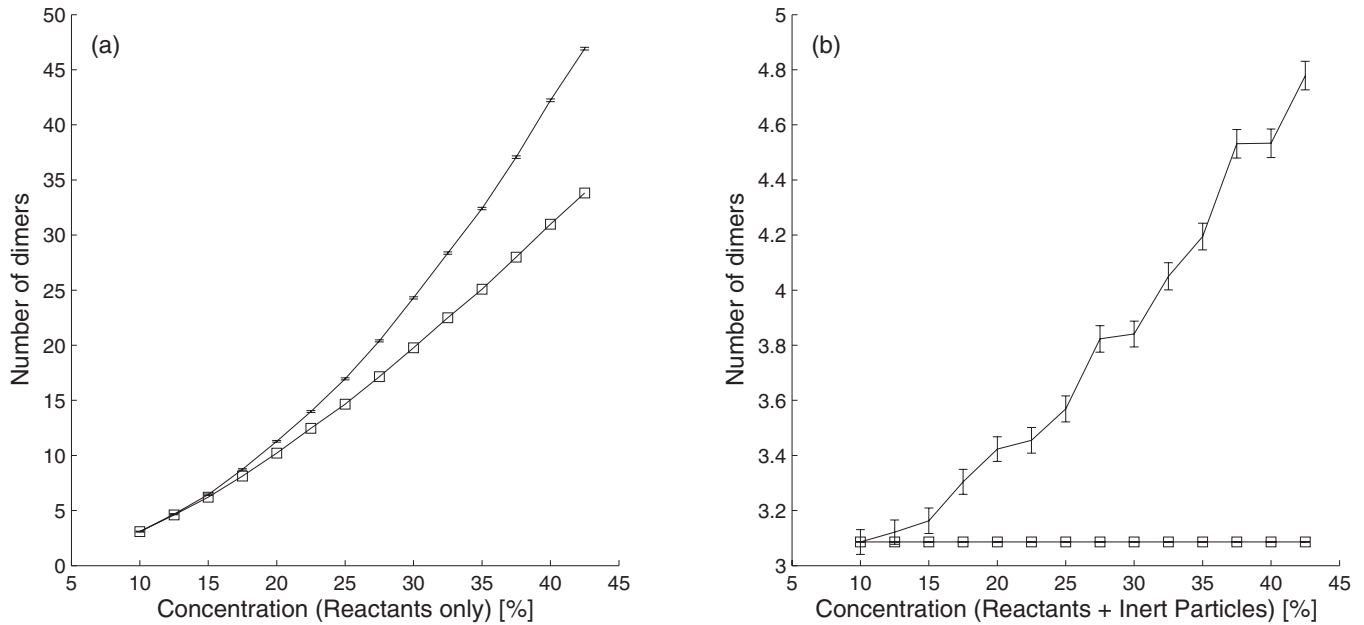 (a)
Number of dimers
50
45
40
35
30
25
20
15
10
5
0
5 10 15 20 25 30 35 40 45
Concentration (Reactants only) [%]
(b)
Number of dimers
5
4.8
4.6
4.4
4.2
4
3.8
3.6
3.4
3.2
3
5 10 15 20 25 30 35 40 45
Concentration (Reactants + Inert Particles) [%]